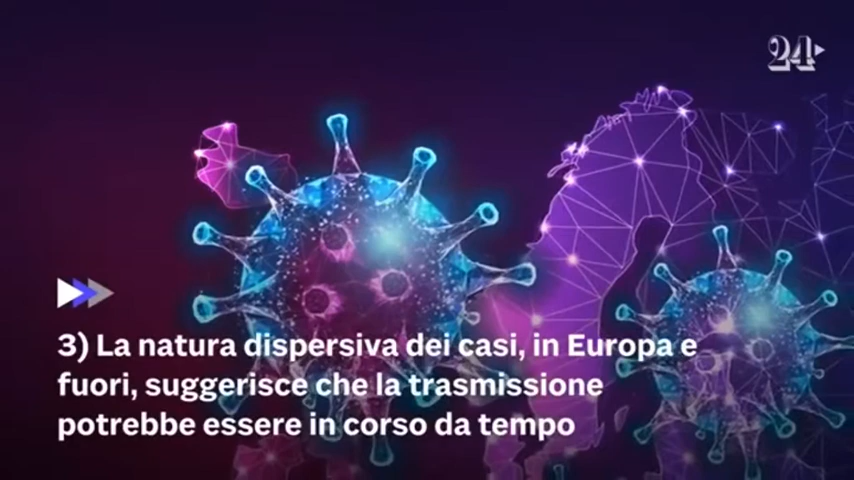 24
3) La natura dispersiva dei casi, in Europa e
fuori, suggerisce che la trasmissione
potrebbe essere in corso da tempo